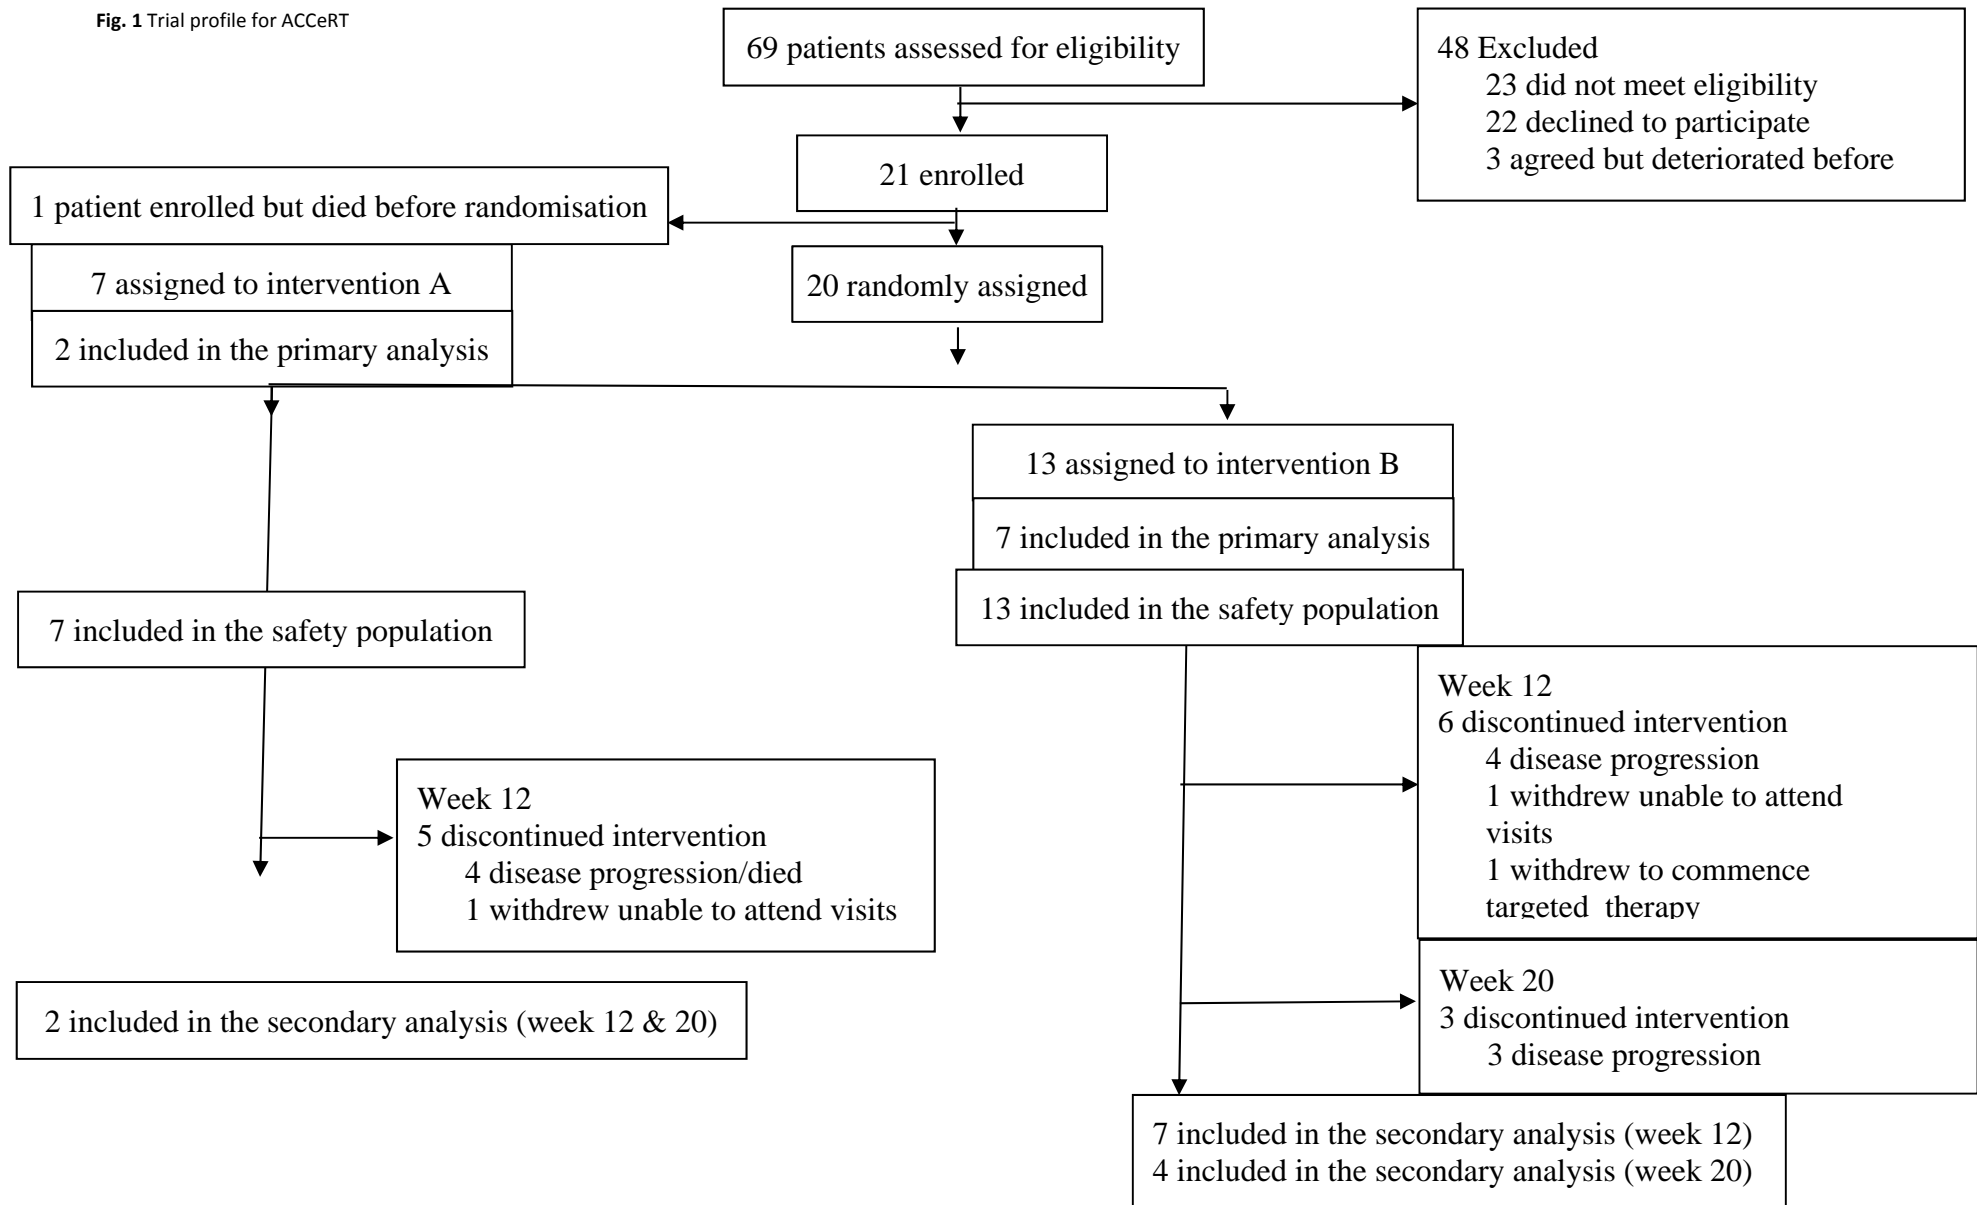 Fig. 1 Trial profile for ACCeRT
69 patients assessed for eligibility
48 Excluded
23 did not meet eligibility
22 declined to participate
3 agreed but deteriorated before
21 enrolled
1 patient enrolled but died before randomisation
20 randomly assigned
7 assigned to intervention A
2 included in the primary analysis
13 assigned to intervention B
7 included in the primary analysis
13 included in the safety population
7 included in the safety population
Week 12
5 discontinued intervention
4 disease progression/died
1 withdrew unable to attend visits
Week 12
6 discontinued intervention
4 disease progression
1 withdrew unable to attend
visits
1 withdrew to commence
targeted therapy
Week 20
3 discontinued intervention
3 disease progression
2 included in the secondary analysis (week 12 & 20)
7 included in the secondary analysis (week 12)
4 included in the secondary analysis (week 20)